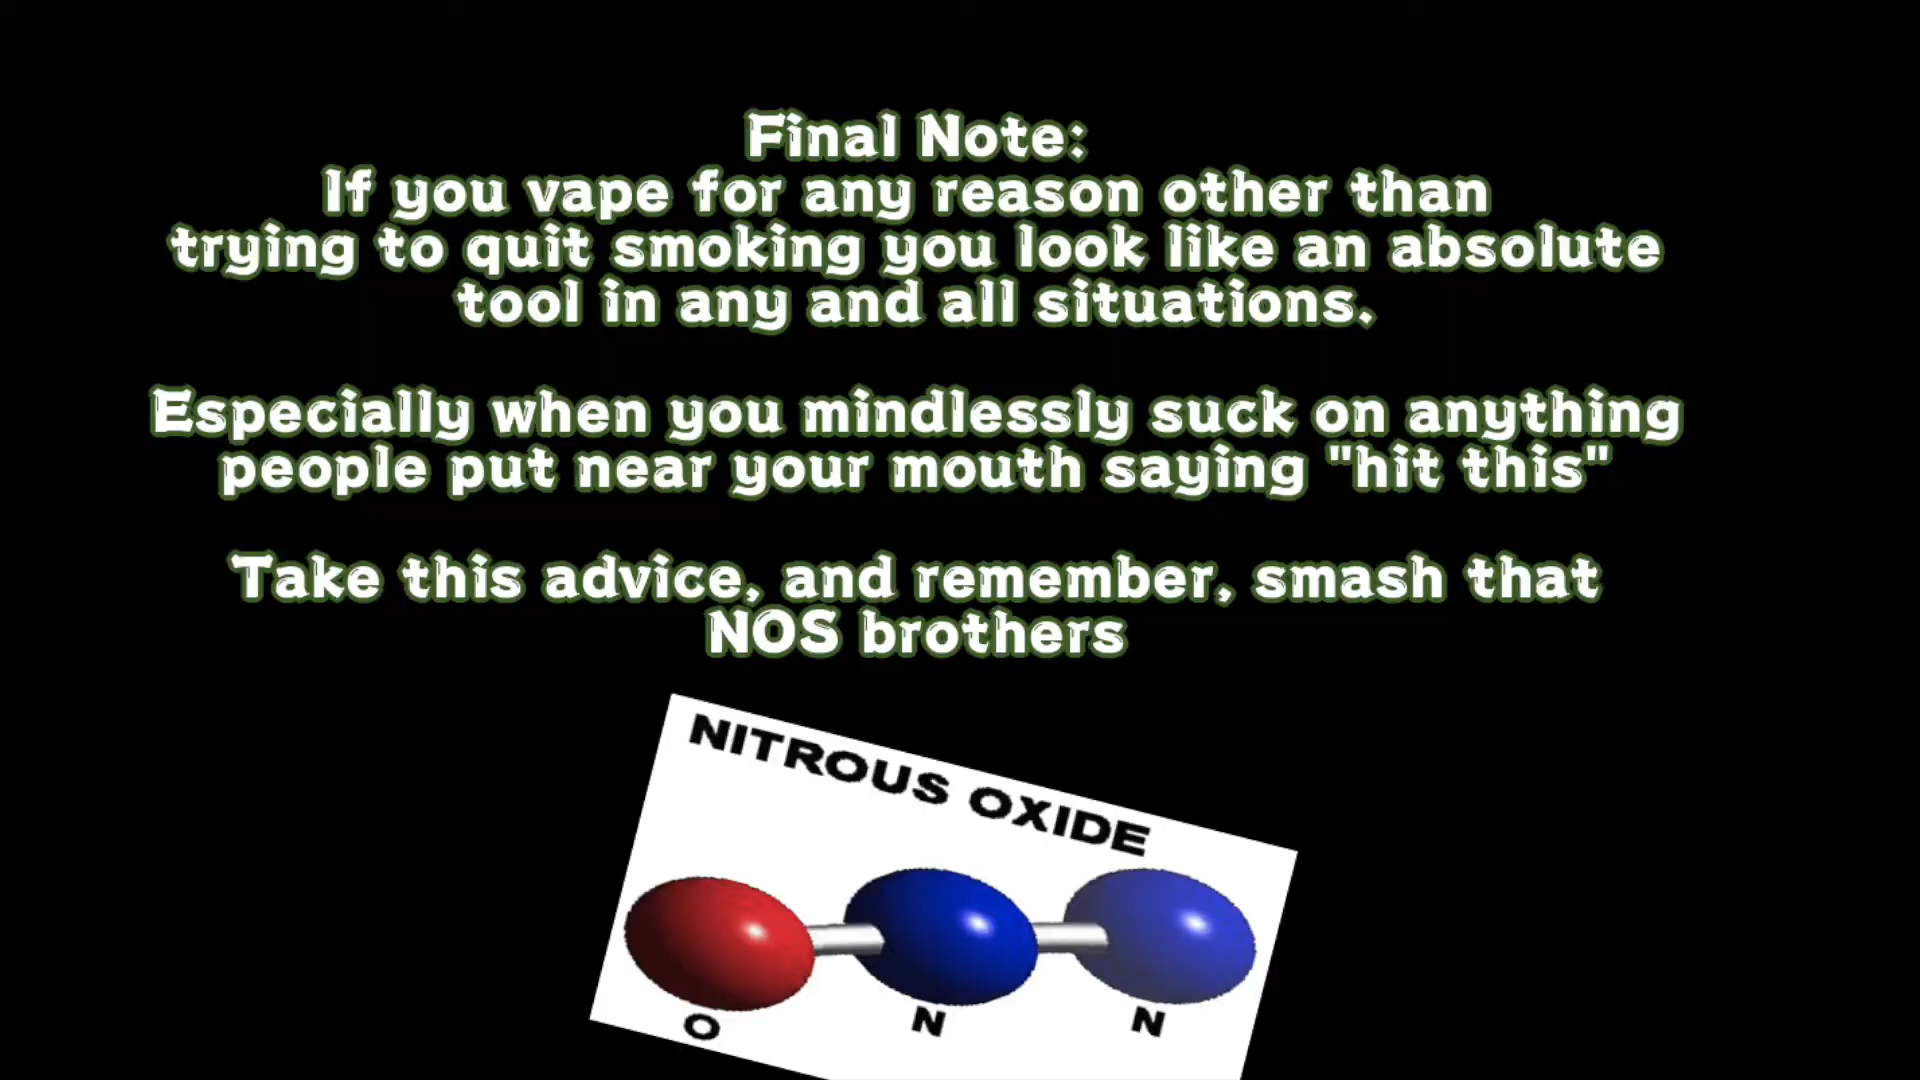 Final Note:
If you vape for any reason other than
trying to quit smoking you look like an absolute
tool in any and all situations.
Especially when you mindlessly suck on anything
people put near your mouth saying "hit this"
Take this advice, and remember, smash that
NOS brothers
NITROUS OXIDE
O N N